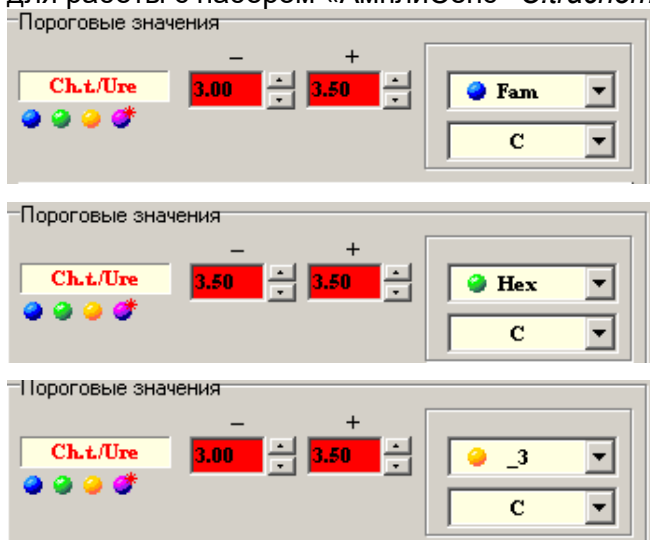 Пороговые значения
– +
Ch.t./Ure 3.00 3.50 Fam
C
Пороговые значения
– +
Ch.t./Ure 3.50 3.50 Hex
C
Пороговые значения
– +
Ch.t./Ure 3.00 3.50 _3
C